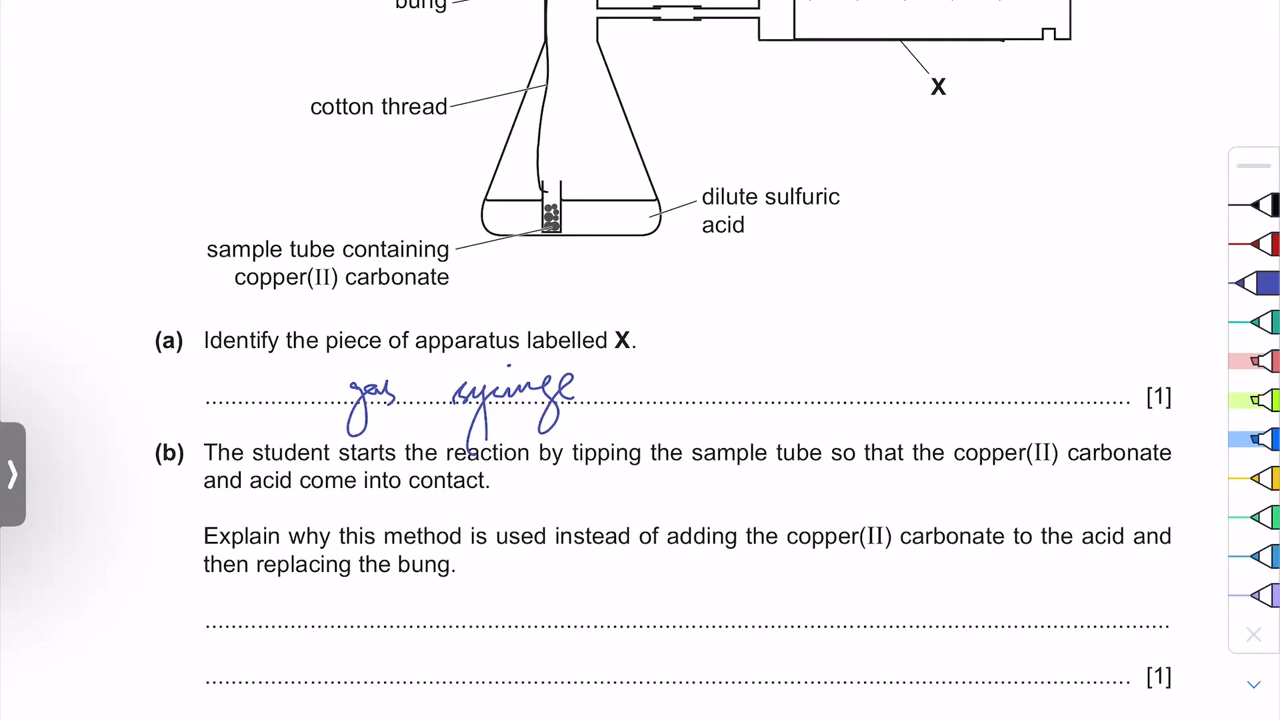 bung
X
cotton thread
dilute sulfuric
acid
sample tube containing
copper(II) carbonate
(a) Identify the piece of apparatus labelled X.
gas syringe
[1]
(b) The student starts the reaction by tipping the sample tube so that the copper(II) carbonate
and acid come into contact.
Explain why this method is used instead of adding the copper(II) carbonate to the acid and
then replacing the bung.
[1]